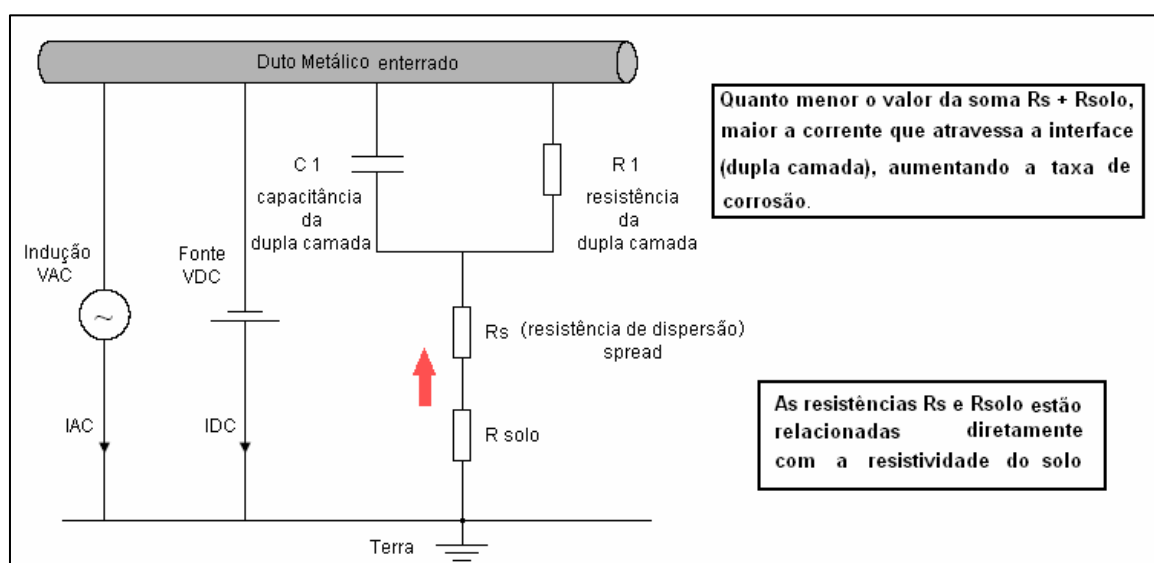 Duto Metálico enterrado
Quanto menor o valor da soma Rs + Rsolo,
maior a corrente que atravessa a interface
(dupla camada), aumentando a taxa de
corrosão.
C 1
capacitância
da
dupla camada
R 1
resistência
da
dupla camada
Indução
VAC
~
Fonte
VDC
Rs (resistência de dispersão)
spread
IAC
IDC
R solo
As resistências Rs e Rsolo estão
relacionadas diretamente
com a resistividade do solo
Terra